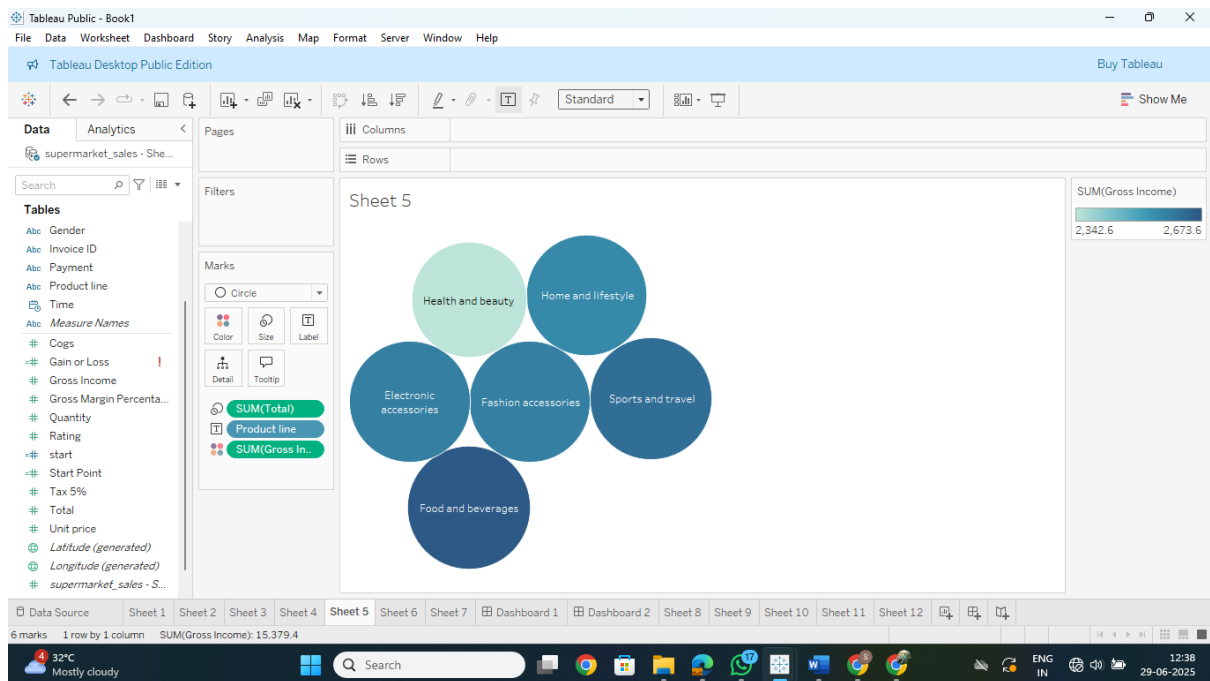 Tableau Public - Book1
File Data Worksheet Dashboard Story Analysis Map Format Server Window Help
Tableau Desktop Public Edition Buy Tableau
Standard Show Me
Data Analytics Pages iii Columns
supermarket_sales - She...
Rows
Search Filters
Sheet 5
SUM(Gross Income)
2,342.6 2,673.6
Tables
Abc Gender
Abc Invoice ID
Abc Payment
Abc Product line
Time
Abc Measure Names
# Cogs
=# Gain or Loss !
# Gross Income
# Gross Margin Percenta...
# Quantity
# Rating
=# start
=# Start Point
# Tax 5%
# Total
# Unit price
Latitude (generated)
Longitude (generated)
# supermarket_sales - S...
Marks
Circle
Color Size Label
Detail Tooltip
SUM(Total)
Product line
SUM(Gross In..
Health and beauty
Home and lifestyle
Electronic
accessories
Fashion accessories
Sports and travel
Food and beverages
Data Source Sheet 1 Sheet 2 Sheet 3 Sheet 4 Sheet 5 Sheet 6 Sheet 7 Dashboard 1 Dashboard 2 Sheet 8 Sheet 9 Sheet 10 Sheet 11 Sheet 12
6 marks 1 row by 1 column SUM(Gross Income): 15,379.4
4 32°C
Mostly cloudy
Search
17
ENG
IN
12:38
29-06-2025